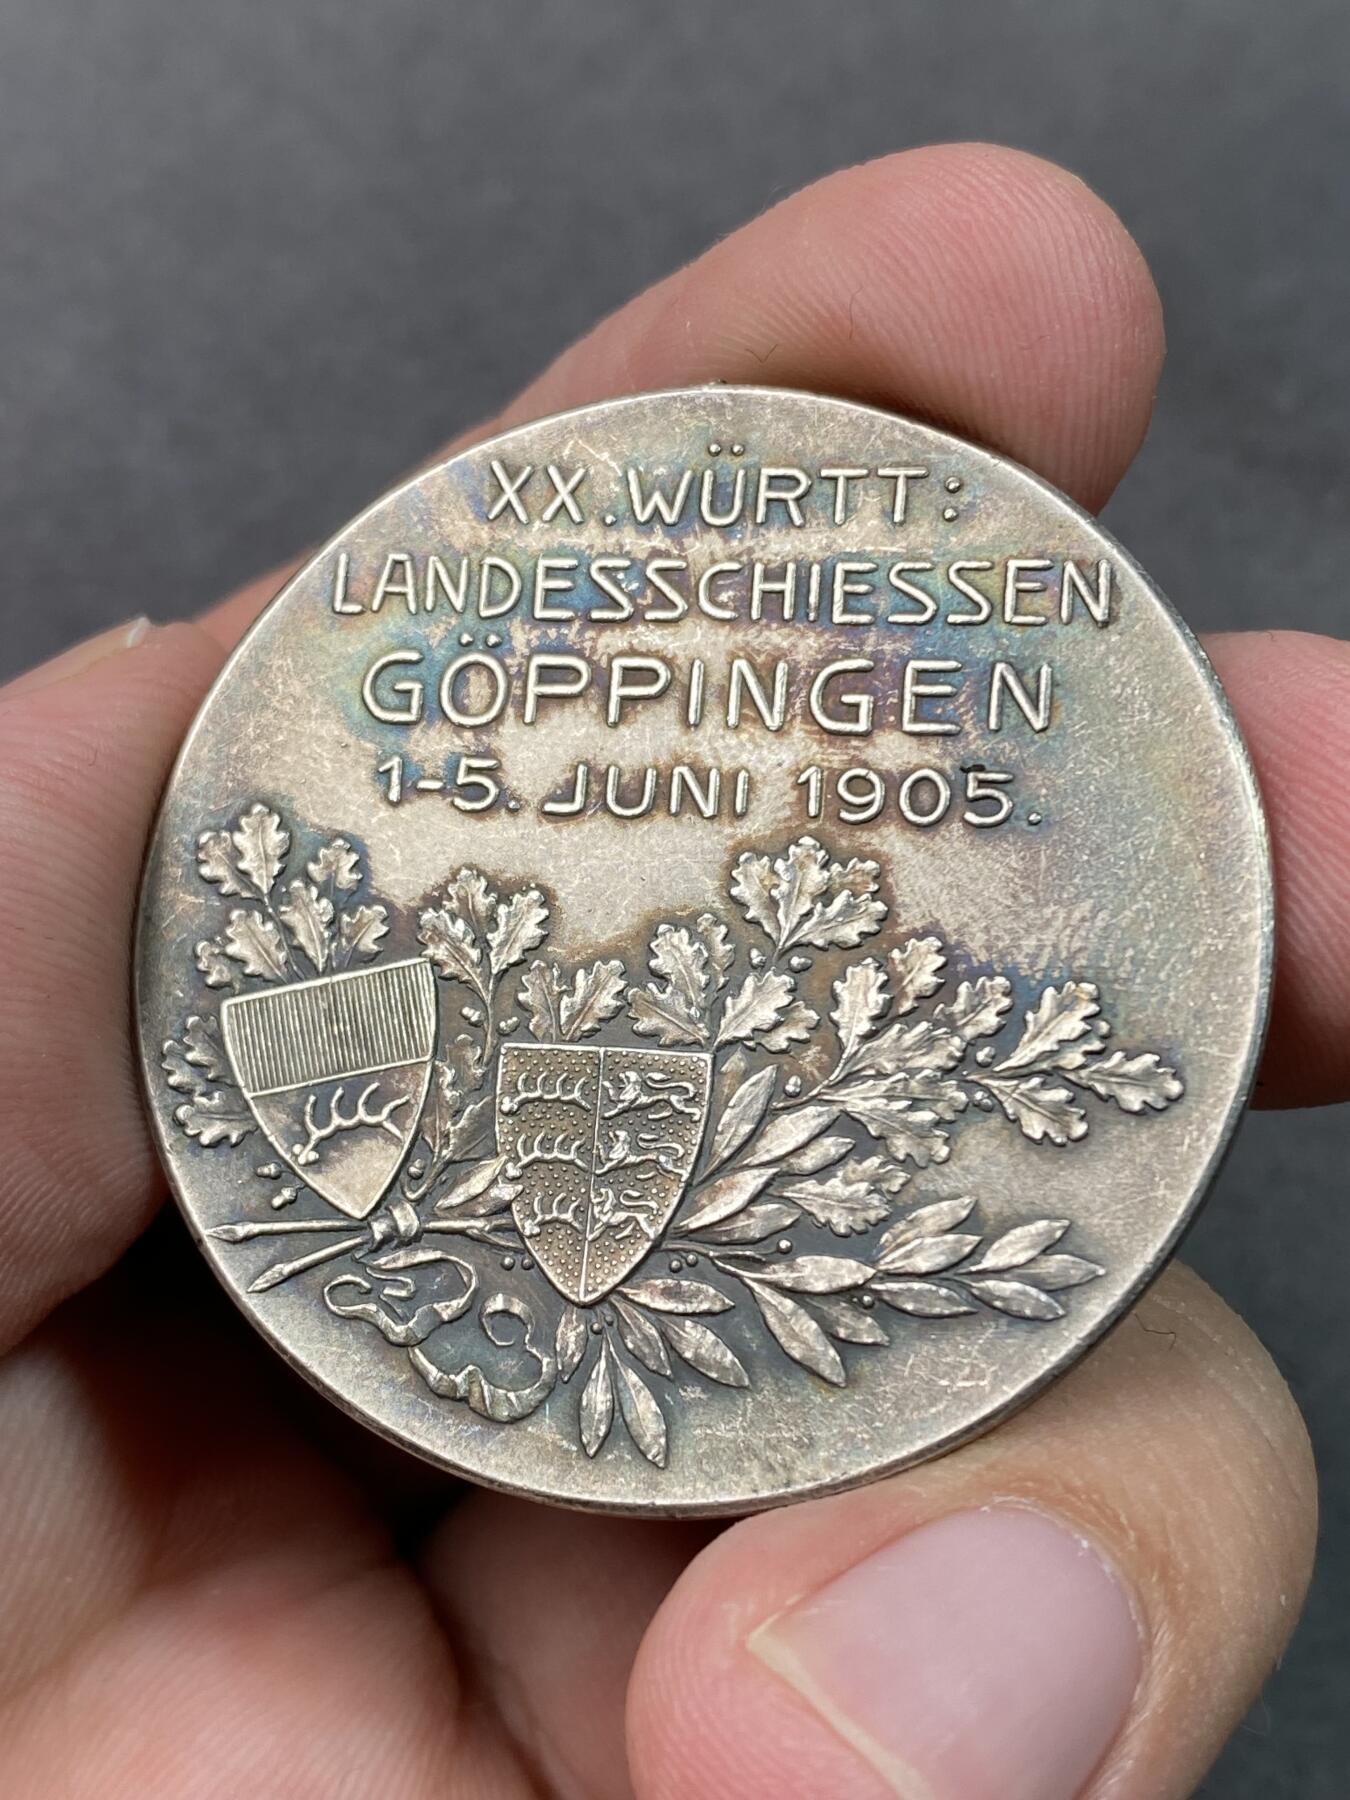 XX. WÜRTT:
LANDESSCHIESSEN
GÖPPINGEN
1-5. JUNI 1905.